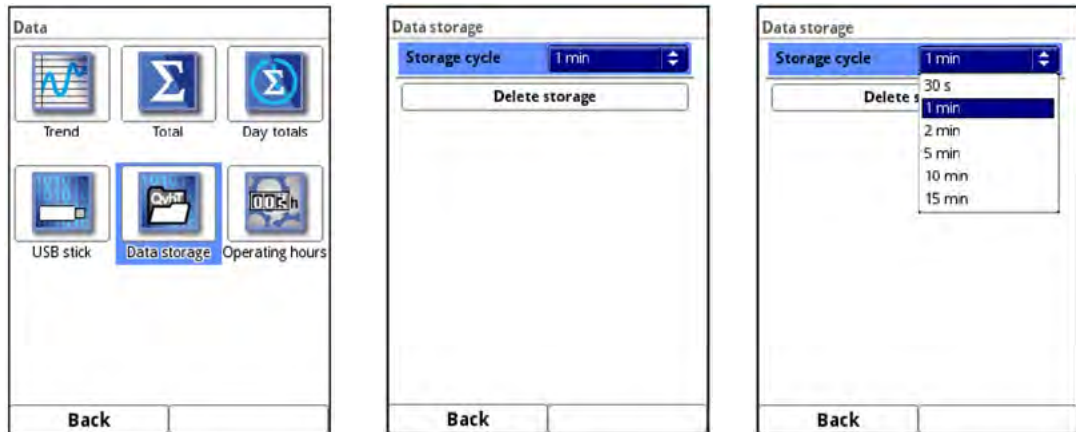 Data
Trend
Total
Day totals
USB stick
Data storage
Operating hours
Back
Data storage
Storage cycle 1 min
Delete storage
Back
Data storage
Storage cycle 1 min
Delete s
30 s
1 min
2 min
5 min
10 min
15 min
Back